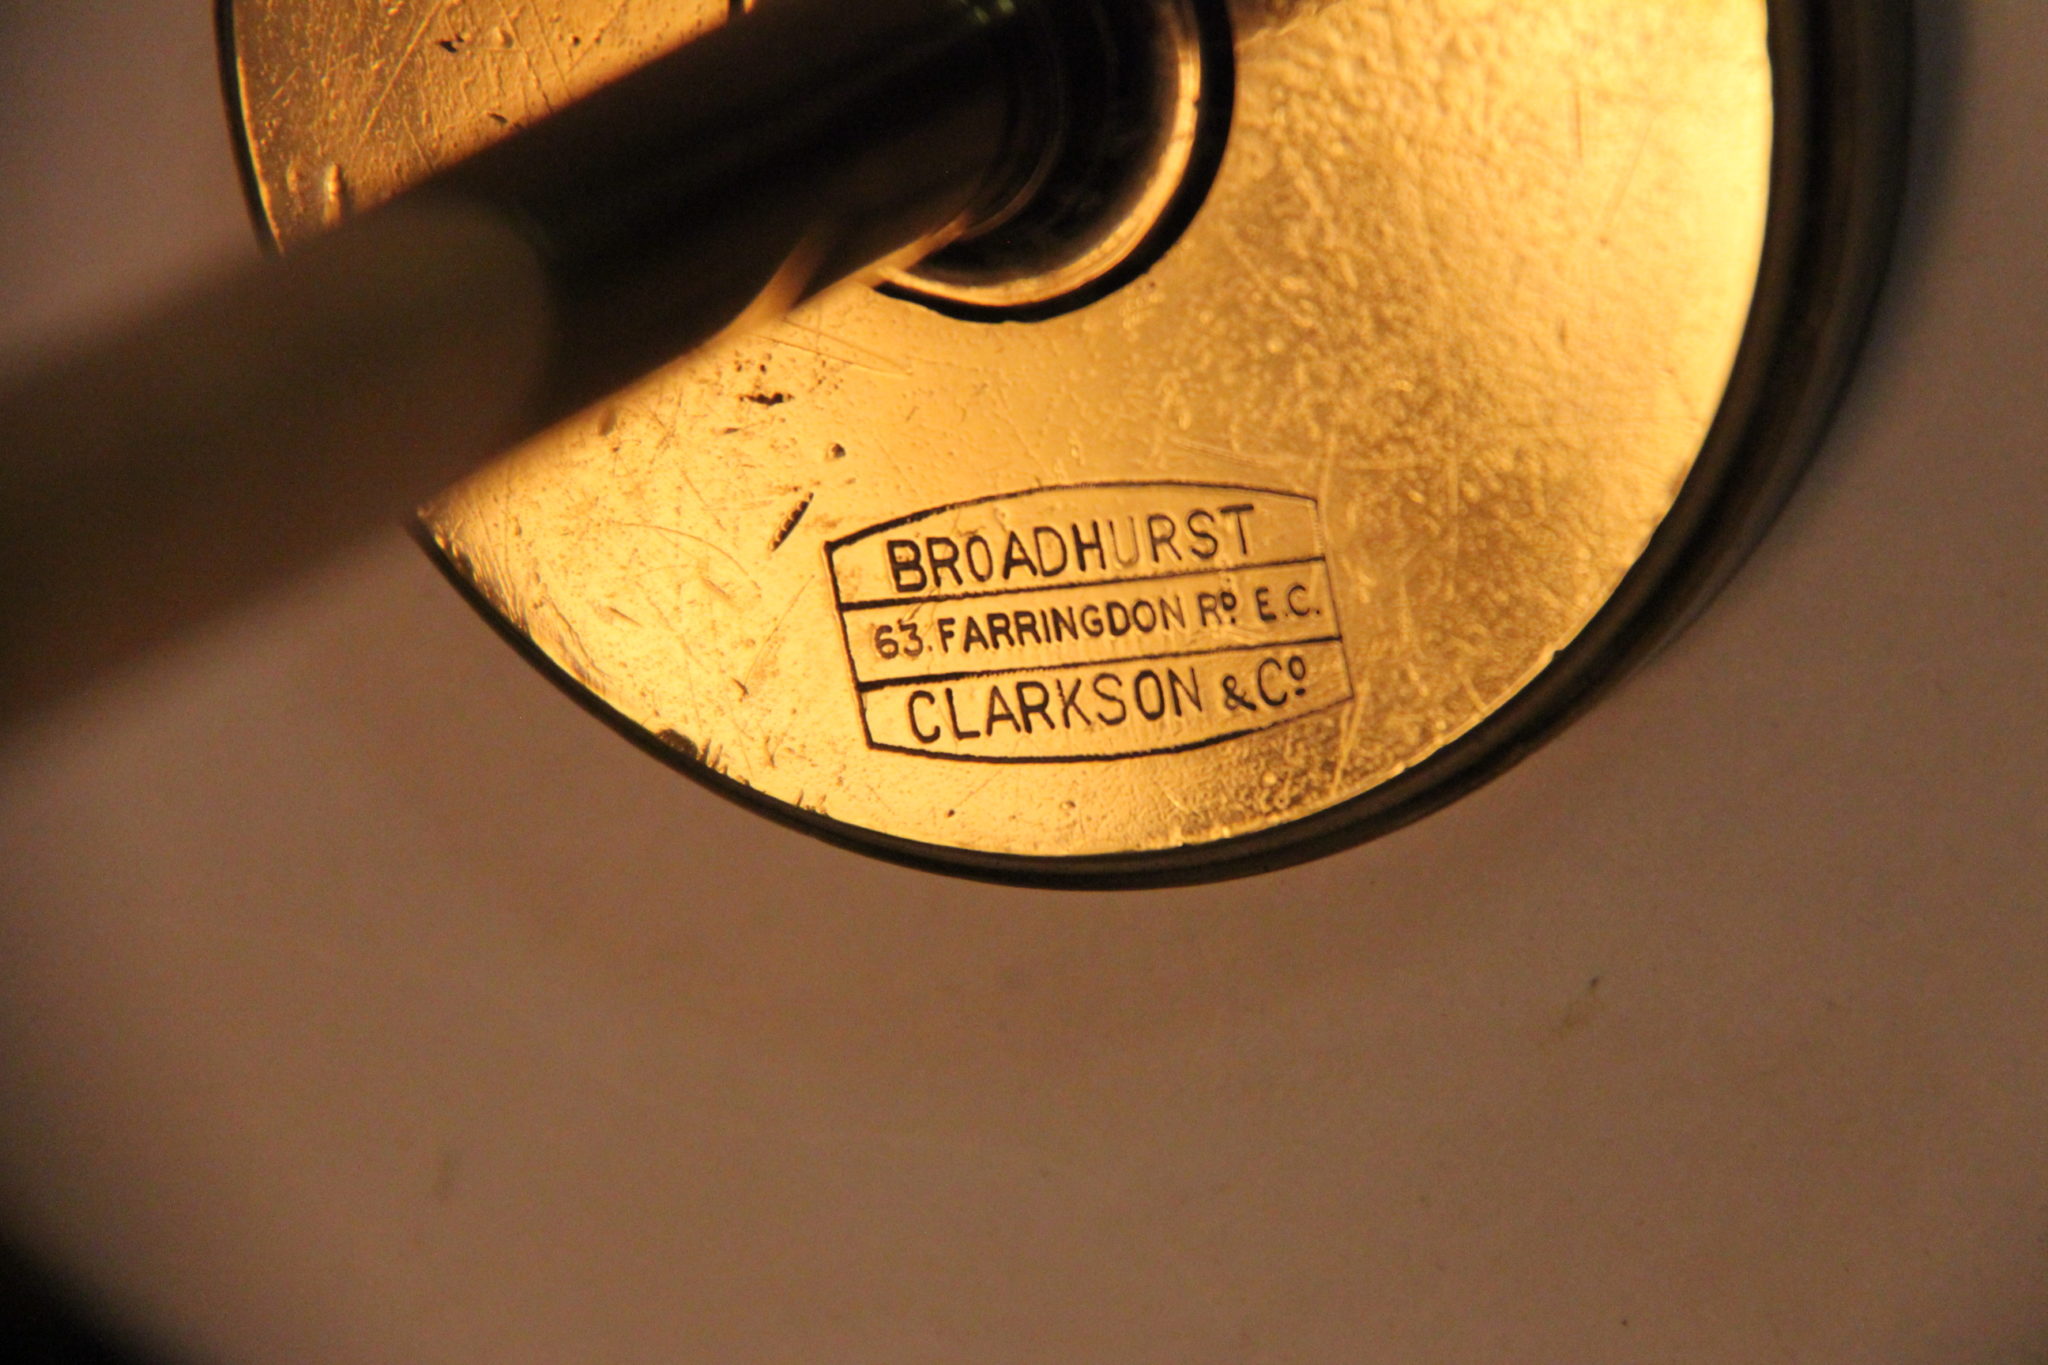 BROADHURST
63. FARRINGDON Rᴰ. E.C.
CLARKSON & Cº